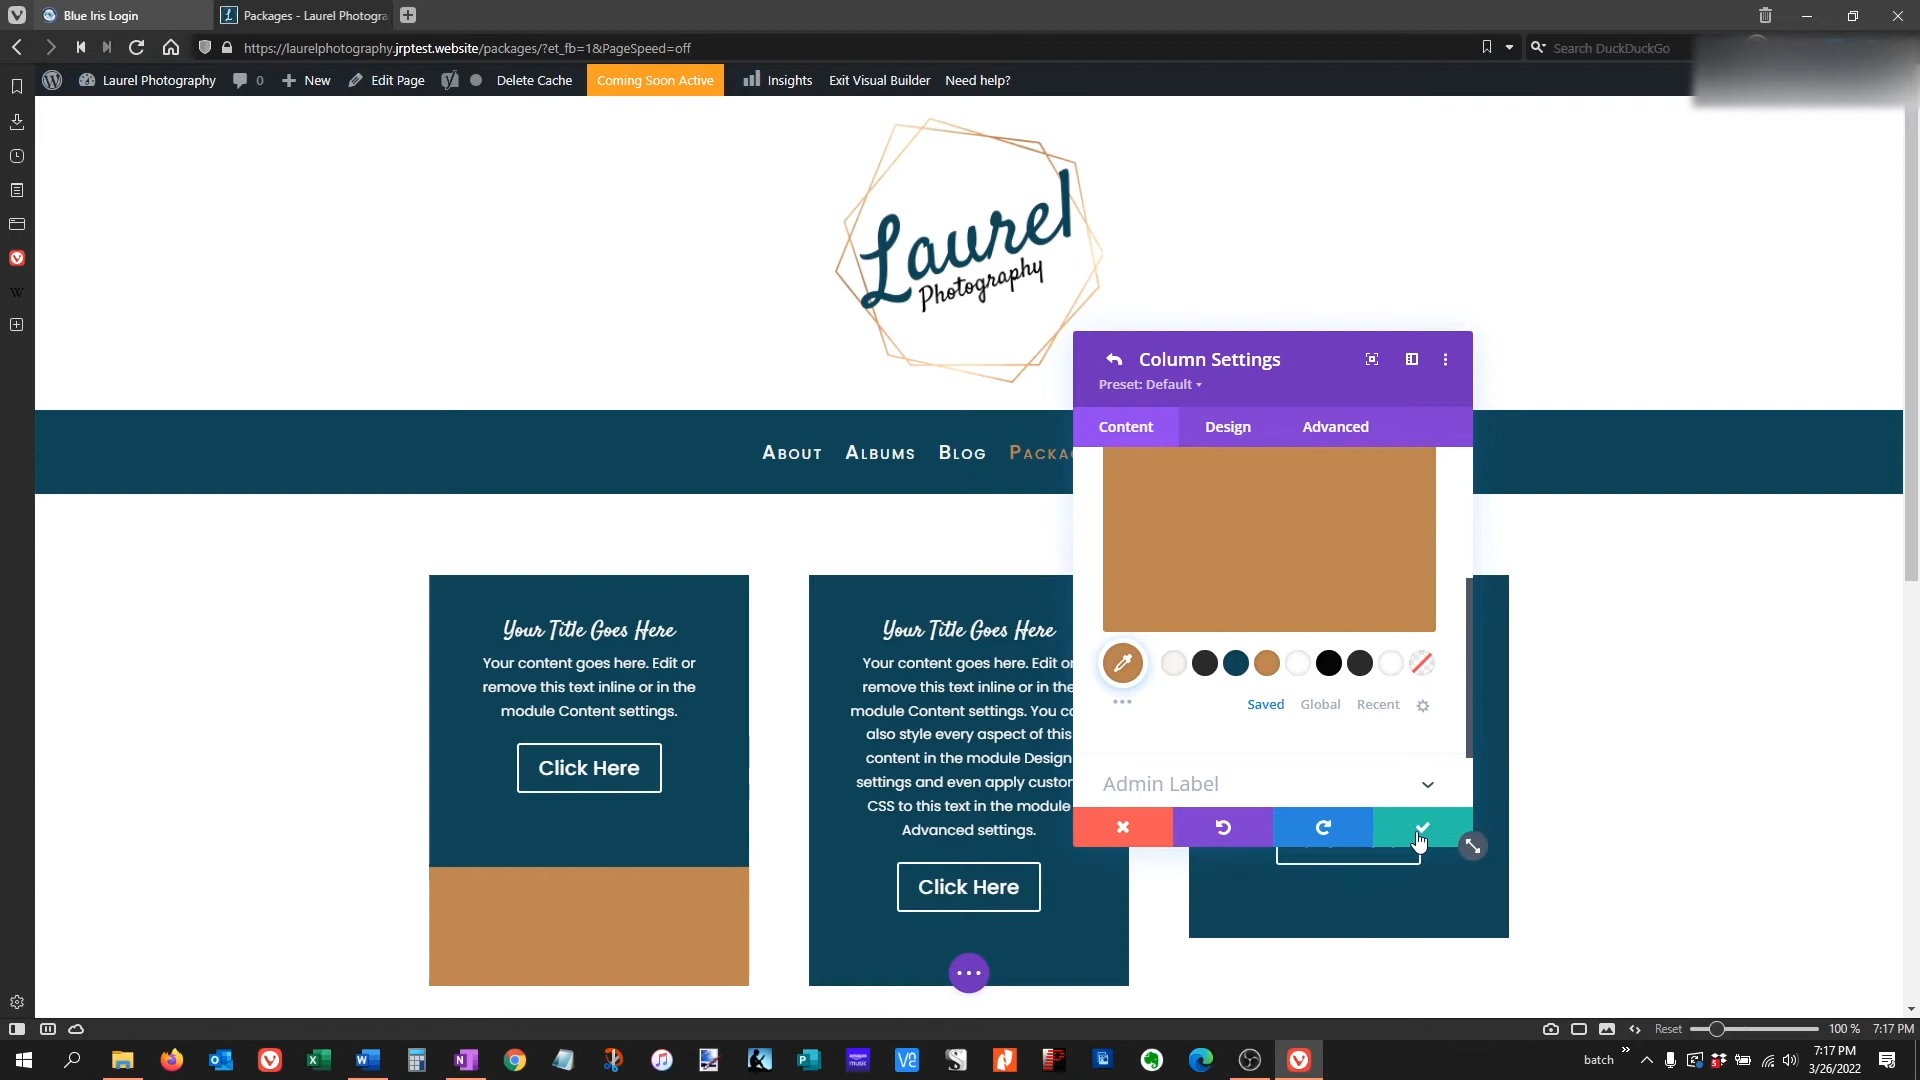 Blue Iris Login
Packages - Laurel Photogra
https://laurelphotography.jrptest.website/packages/?et_fb=1&PageSpeed=off
Search DuckDuckGo
Laurel Photography
0
New
Edit Page
Delete Cache
Coming Soon Active
Insights
Exit Visual Builder
Need help?
Laurel
Photography
About
Albums
Blog
Packa
Column Settings
Preset: Default
Content
Design
Advanced
Saved
Global
Recent
Admin Label
Your Title Goes Here
Your content goes here. Edit or
remove this text inline or in the
module Content settings.
Click Here
Your Title Goes Here
Your content goes here. Edit or
remove this text inline or in the
module Content settings. You c
also style every aspect of this
content in the module Design
settings and even apply custo
CSS to this text in the module
Advanced settings.
Click Here
Reset
100 %
7:17 PM
batch
7:17 PM
3/26/2022